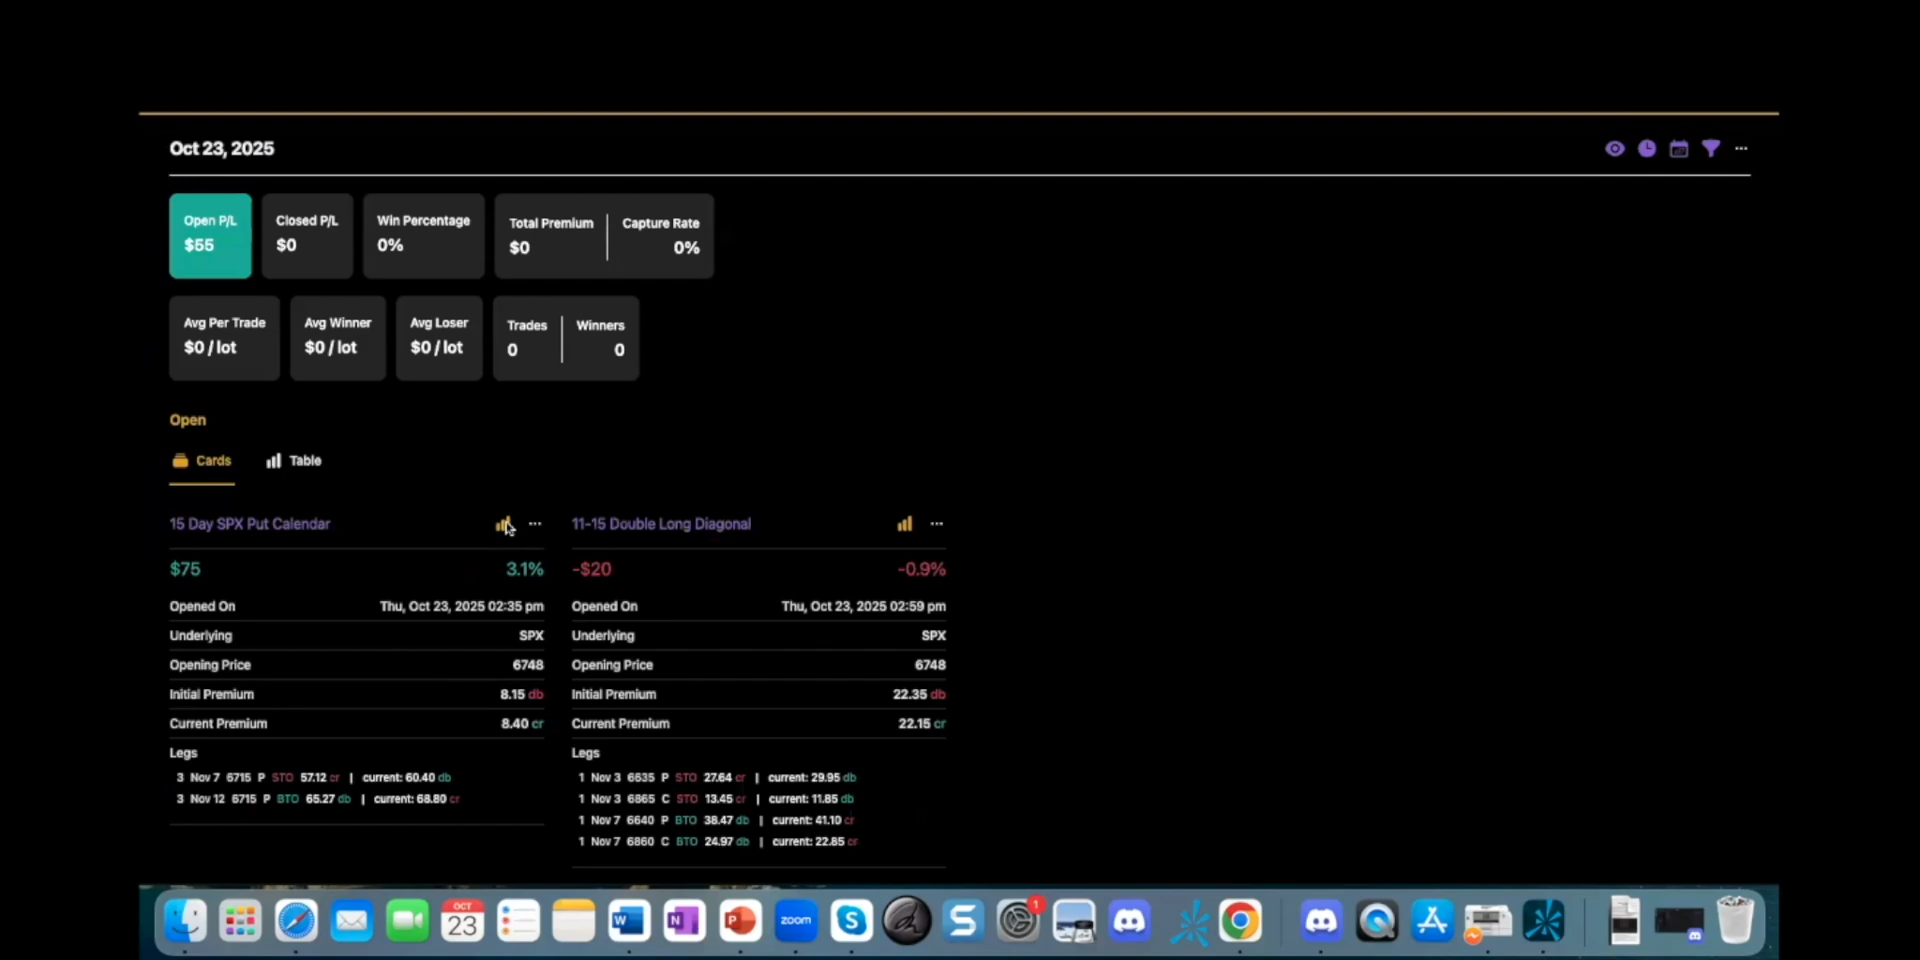 Oct 23, 2025
Open P/L Closed P/L Win Percentage Total Premium Capture Rate
$55 $0 0% $0 0%
Avg Per Trade Avg Winner Avg Loser Trades Winners
$0 / lot $0 / lot $0 / lot 0 0
Open
Cards Table
15 Day SPX Put Calendar
$75 3.1%
Opened On Thu, Oct 23, 2025 02:35 pm
Underlying SPX
Opening Price 6748
Initial Premium 8.15 db
Current Premium 8.40 cr
Legs
3 Nov 7 6715 P STO 57.12 cr | current: 60.40 db
3 Nov 12 6715 P BTO 65.27 db | current: 68.80 cr
11-15 Double Long Diagonal
-$20 -0.9%
Opened On Thu, Oct 23, 2025 02:59 pm
Underlying SPX
Opening Price 6748
Initial Premium 22.35 db
Current Premium 22.15 cr
Legs
1 Nov 3 6635 P STO 27.64 cr | current: 29.95 db
1 Nov 3 6865 C STO 13.45 cr | current: 11.85 db
1 Nov 7 6640 P BTO 38.47 db | current: 41.10 cr
1 Nov 7 6860 C BTO 24.97 db | current: 22.85 cr
OCT
23
W
N
P
zoom
S
S
1